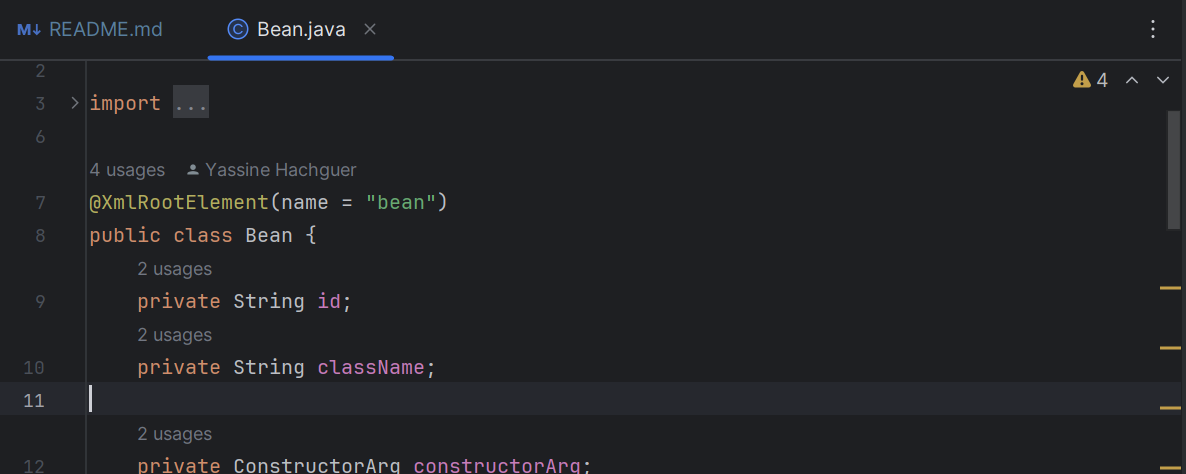 M↓ README.md Bean.java
2
4
3 import ...
6
4 usages Yassine Hachguer
7 @XmlRootElement(name = "bean")
8 public class Bean {
2 usages
9 private String id;
2 usages
10 private String className;
11
2 usages
12 private ConstructorArg constructorArg;